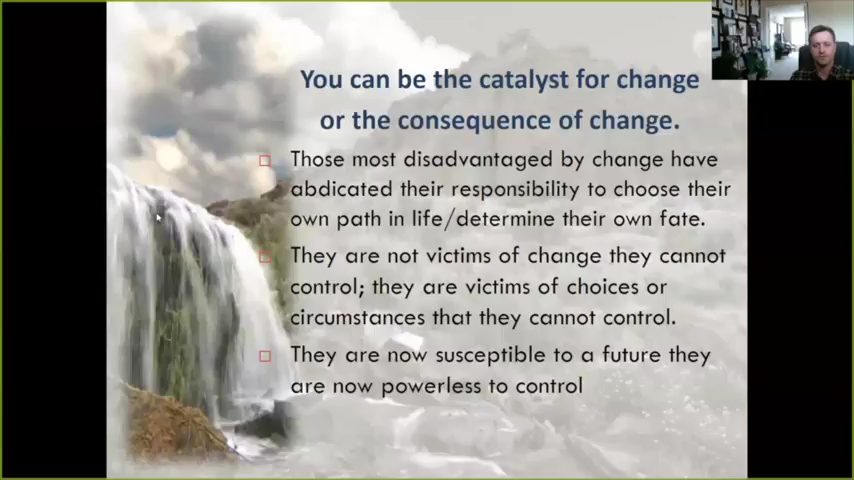 You can be the catalyst for change
or the consequence of change.
Those most disadvantaged by change have
abdicated their responsibility to choose their
own path in life/determine their own fate.
They are not victims of change they cannot
control; they are victims of choices or
circumstances that they cannot control.
They are now susceptible to a future they
are now powerless to control